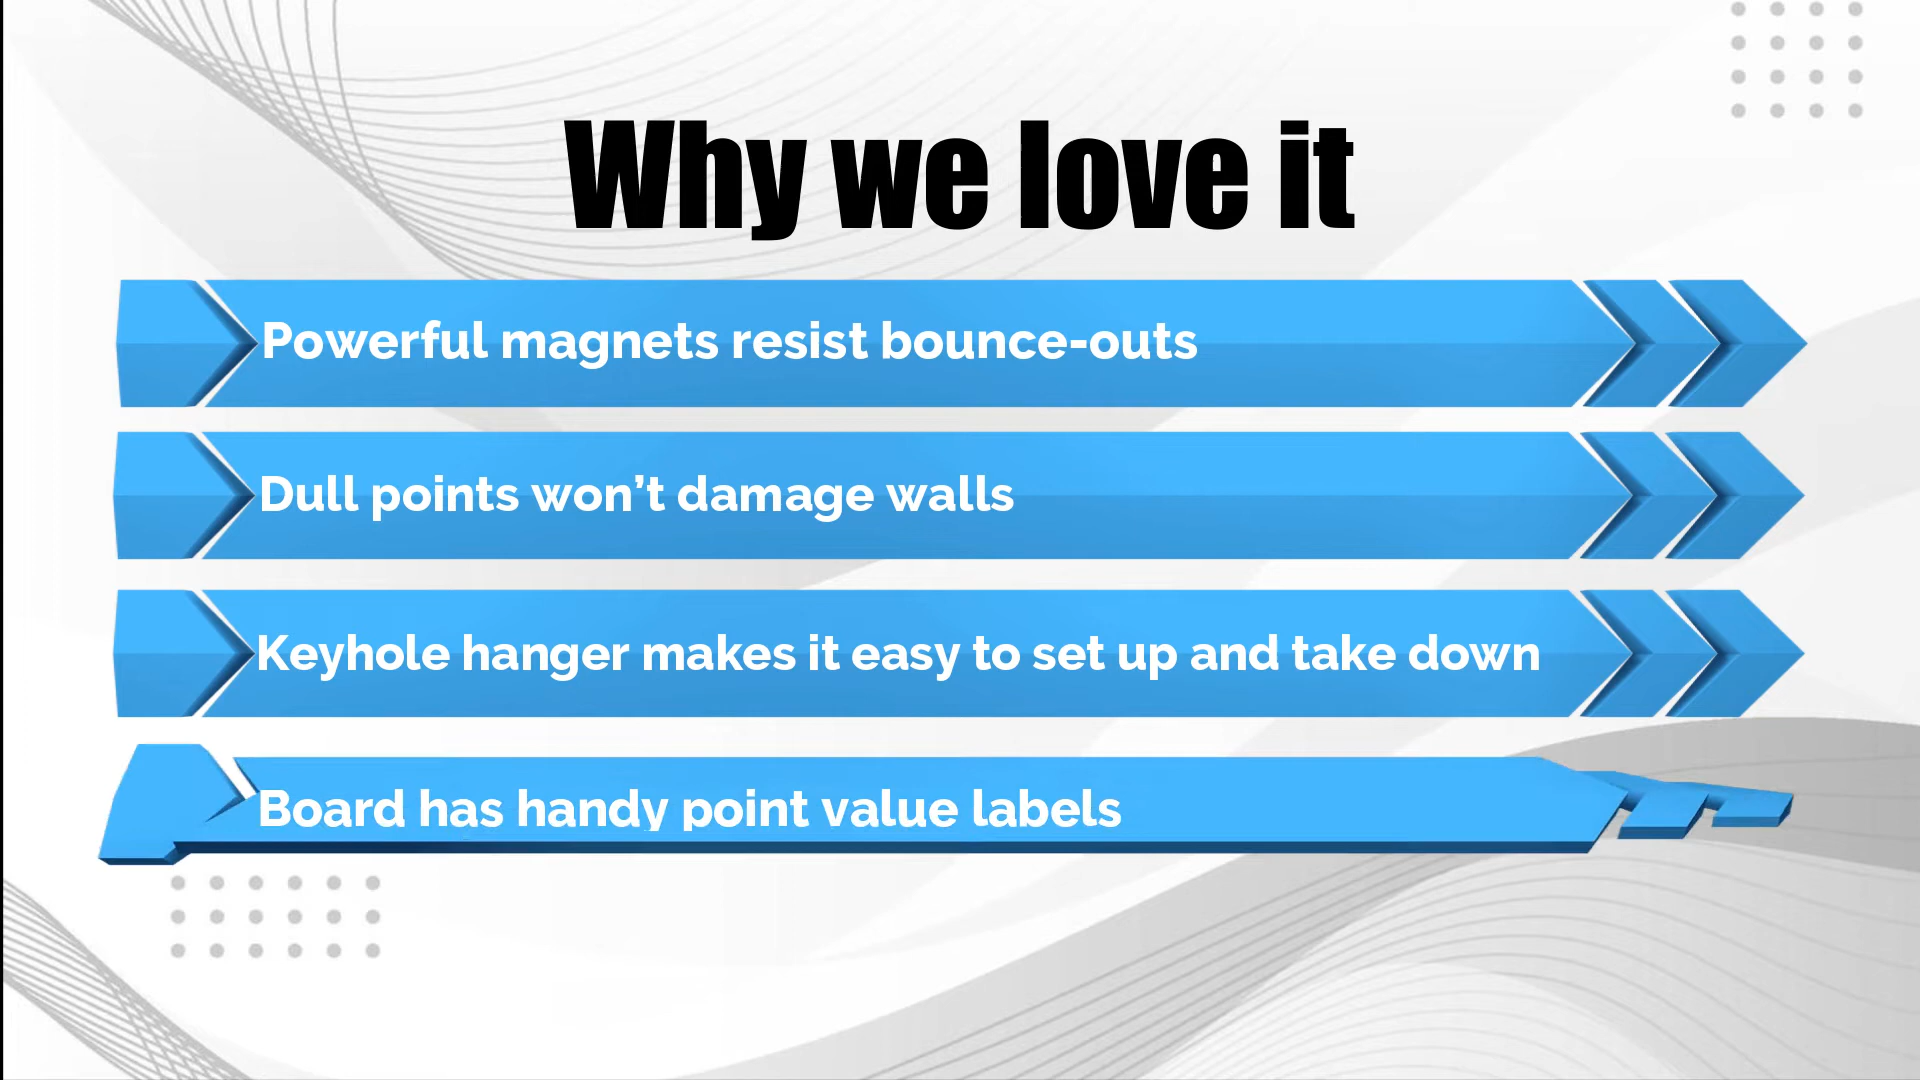 Why we love it
Powerful magnets resist bounce-outs
Dull points won’t damage walls
Keyhole hanger makes it easy to set up and take down
Board has handy point value labels